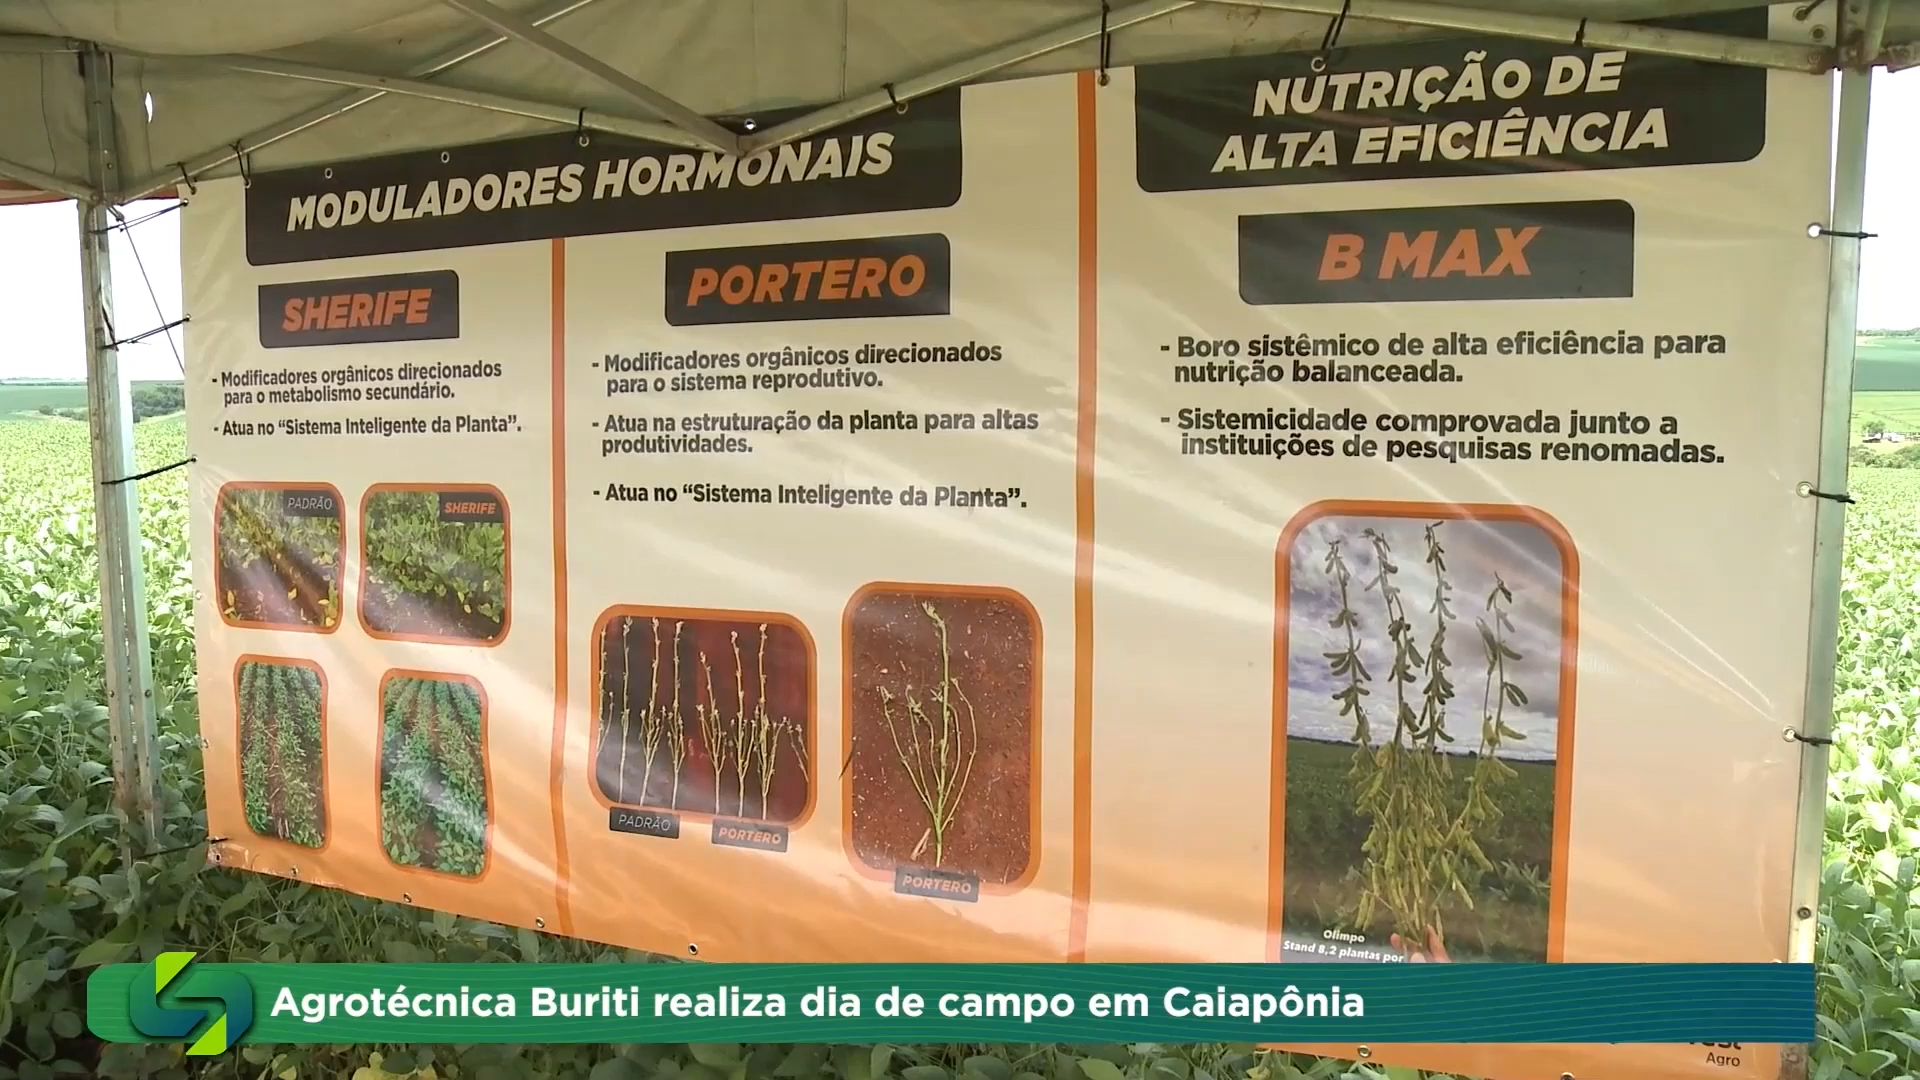 MODULADORES HORMONAIS
SHERIFE
- Modificadores orgânicos direcionados
para o metabolismo secundário.
- Atua no “Sistema Inteligente da Planta”.
PADRÃO
SHERIFE
PORTERO
- Modificadores orgânicos direcionados
para o sistema reprodutivo.
- Atua na estruturação da planta para altas
produtividades.
- Atua no “Sistema Inteligente da Planta”.
PADRÃO
PORTERO
PORTERO
NUTRIÇÃO DE
ALTA EFICIÊNCIA
B MAX
- Boro sistêmico de alta eficiência para
nutrição balanceada.
- Sistemicidade comprovada junto a
instituições de pesquisas renomadas.
Olimpo
Stand 8,2 plantas por
Agro
Agrotécnica Buriti realiza dia de campo em Caiapônia